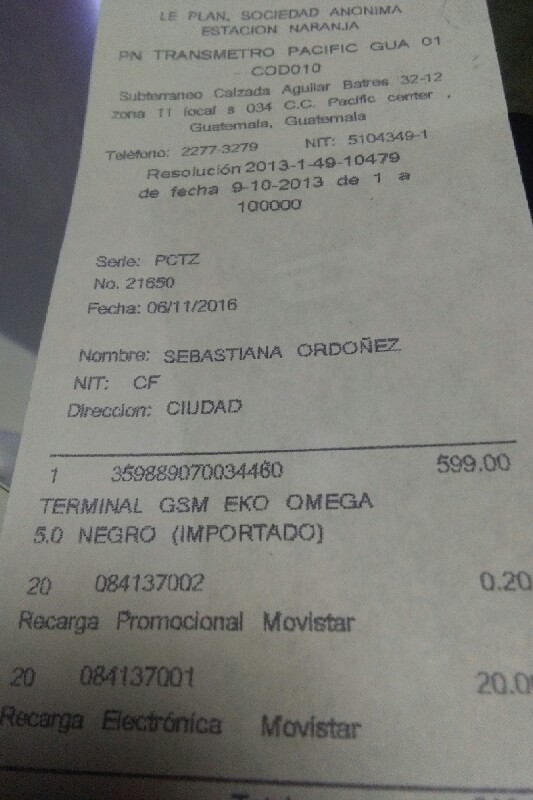 LE PLAN, SOCIEDAD ANONIMA
ESTACION NARANJA
PN TRANSMETRO PACIFIC GUA 01
COD010
Subterraneo Calzada Aguilar Batres 32-12
zona 11 local s 034 C.C. Pacific center ,
Guatemala, Guatemala
Teléfono: 2277-3279 NIT: 5104349-1
Resolución 2013-1-49-10479
de fecha 9-10-2013 de 1 a
100000
Serie: PCTZ
No. 21650
Fecha: 06/11/2016
Nombre: SEBASTIANA ORDOÑEZ
NIT: CF
Direccion: CIUDAD
1 359889070034460 599.00
TERMINAL GSM EKO OMEGA
5.0 NEGRO (IMPORTADO)
20 084137002 0.20
Recarga Promocional Movistar
20 084137001 20.0
Recarga Electrónica Movistar